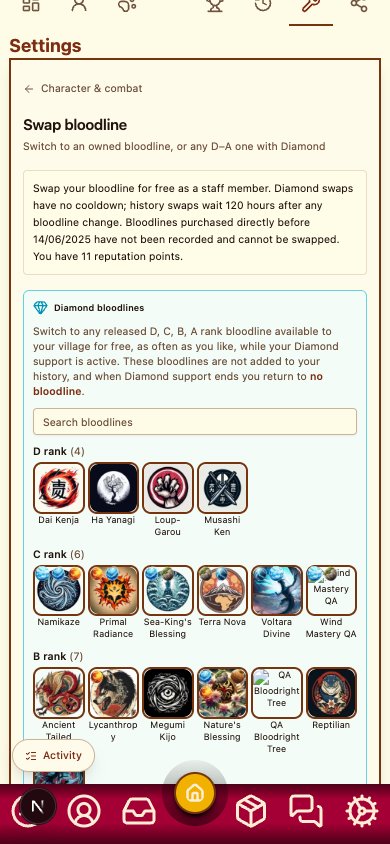 Settings
Character & combat
Swap bloodline
Switch to an owned bloodline, or any D–A one with Diamond
Swap your bloodline for free as a staff member. Diamond swaps
have no cooldown; history swaps wait 120 hours after any
bloodline change. Bloodlines purchased directly before
14/06/2025 have not been recorded and cannot be swapped.
You have 11 reputation points.
Diamond bloodlines
Switch to any released D, C, B, A rank bloodline available to
your village for free, as often as you like, while your Diamond
support is active. These bloodlines are not added to your
history, and when Diamond support ends you return to no
bloodline.
Search bloodlines
D rank (4)
Dai Kenja
Ha Yanagi
Loup-
Garou
Musashi
Ken
C rank (6)
Mastery
QA
Namikaze
Primal
Radiance
Sea-King's
Blessing
Terra Nova
Voltara
Divine
Wind
Mastery QA
B rank (7)
QA
Bloodright
Tree
Ancient
Tailed
Lycanthrop
y
Megumi
Kijo
Nature's
Blessing
QA
Bloodright
Tree
Reptilian
Activity
N